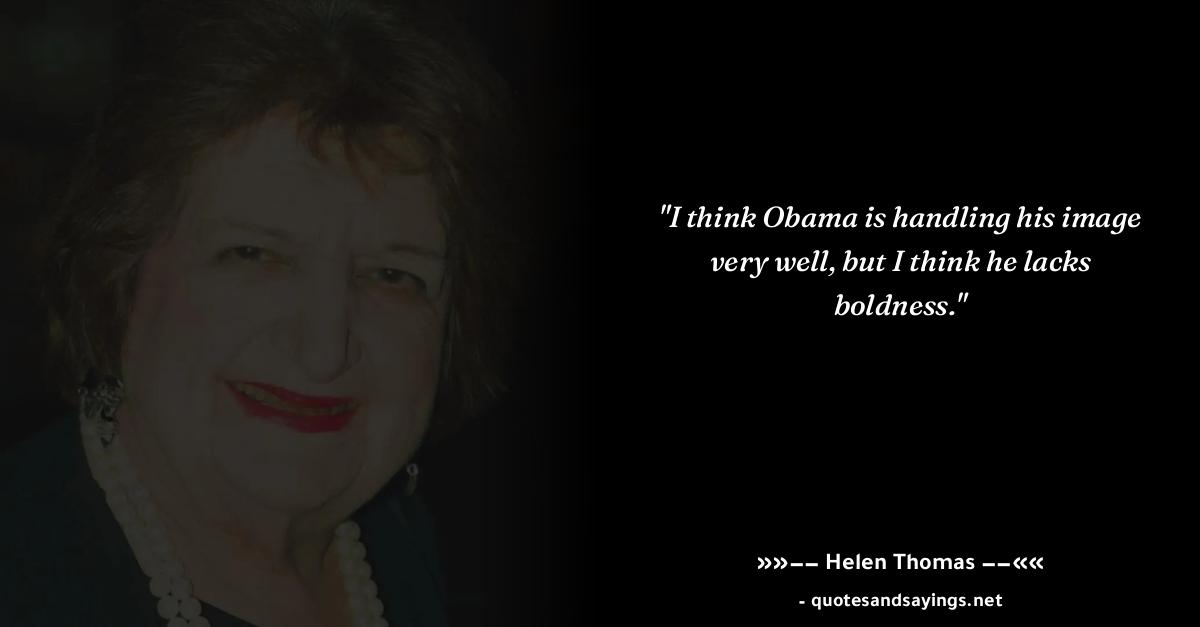 "I think Obama is handling his image
very well, but I think he lacks
boldness."
»»−− Helen Thomas −−««
- quotesandsayings.net